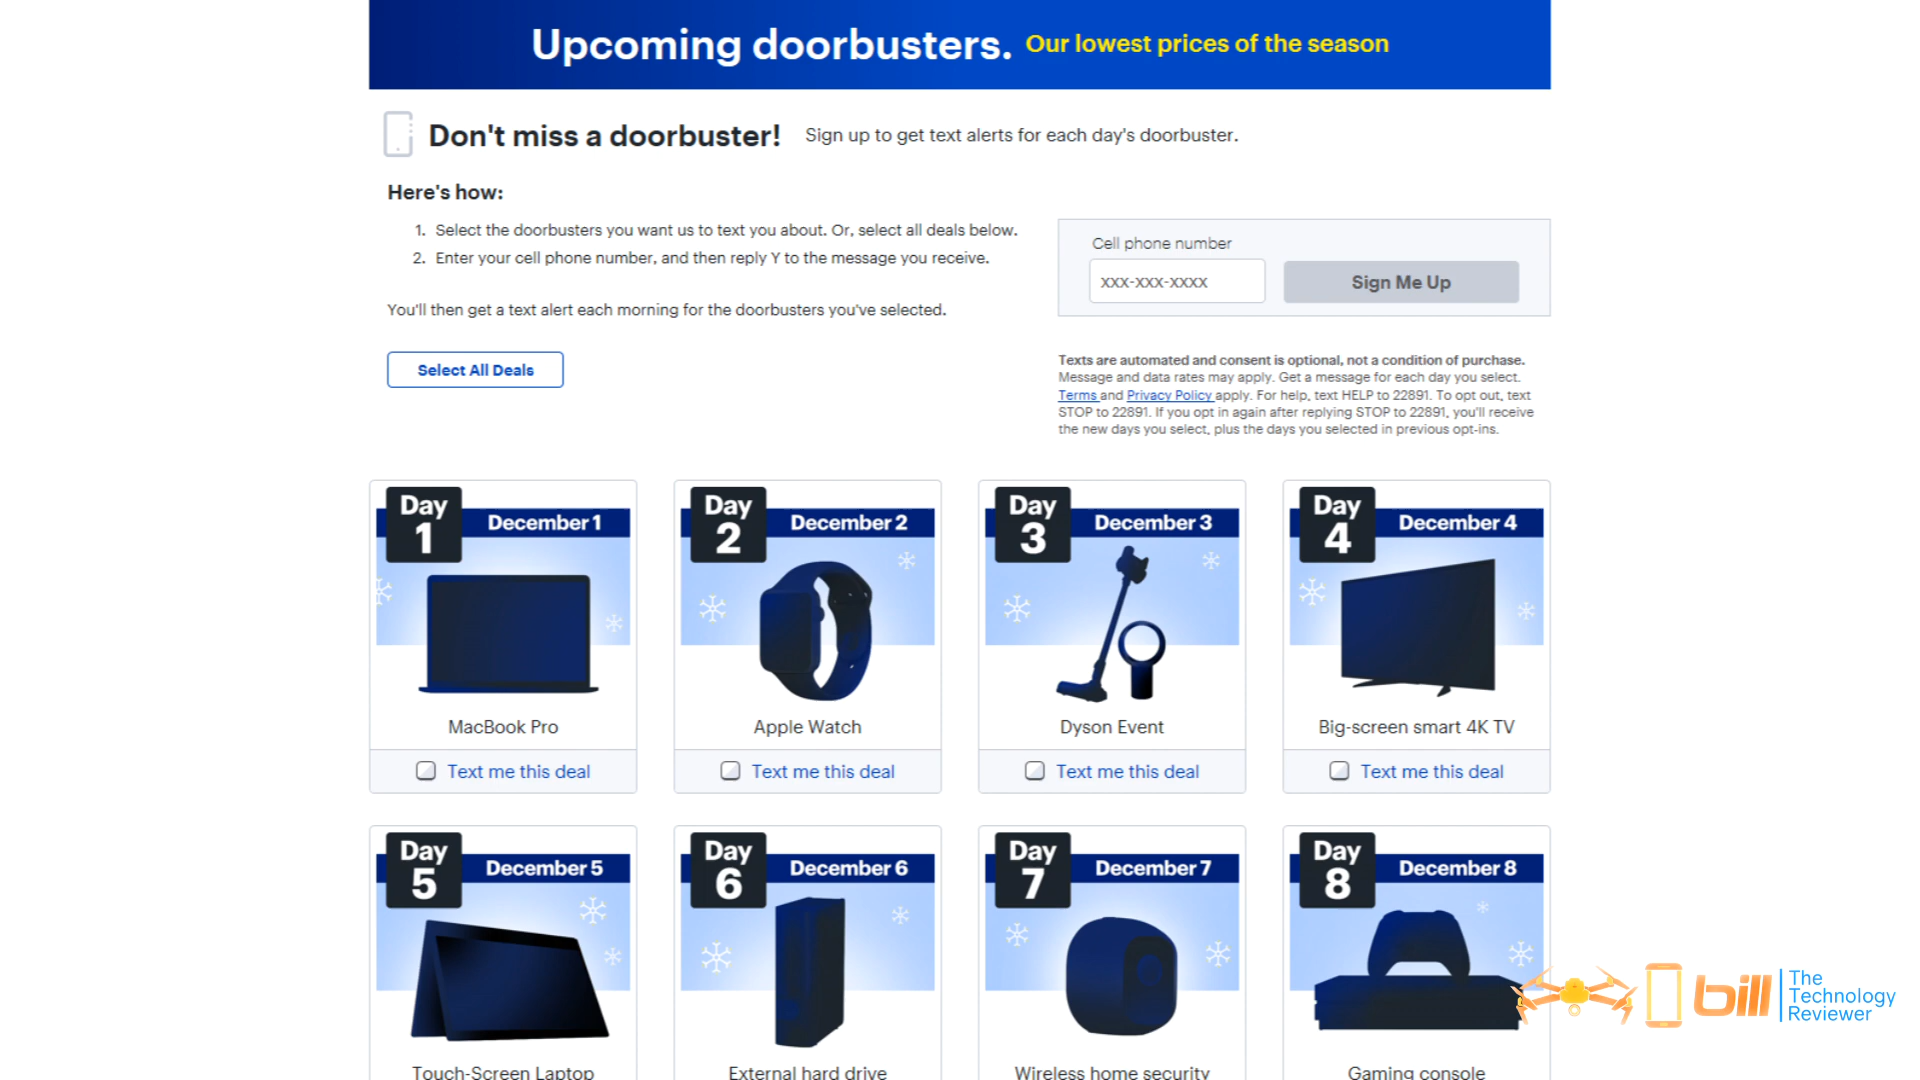 Upcoming doorbusters. Our lowest prices of the season
Don't miss a doorbuster! Sign up to get text alerts for each day's doorbuster.
Here's how:
1. Select the doorbusters you want us to text you about. Or, select all deals below.
2. Enter your cell phone number, and then reply Y to the message you receive.
You'll then get a text alert each morning for the doorbusters you've selected.
Select All Deals
Cell phone number
xxx-xxx-xxxx
Sign Me Up
Texts are automated and consent is optional, not a condition of purchase.
Message and data rates may apply. Get a message for each day you select.
Terms and Privacy Policy apply. For help, text HELP to 22891. To opt out, text
STOP to 22891. If you opt in again after replying STOP to 22891, you'll receive
the new days you select, plus the days you selected in previous opt-ins.
Day 1
December 1
MacBook Pro
Text me this deal
Day 2
December 2
Apple Watch
Text me this deal
Day 3
December 3
Dyson Event
Text me this deal
Day 4
December 4
Big-screen smart 4K TV
Text me this deal
Day 5
December 5
Touch-Screen Laptop
Day 6
December 6
External hard drive
Day 7
December 7
Wireless home security
Day 8
December 8
Gaming console
bill
The
Technology
Reviewer